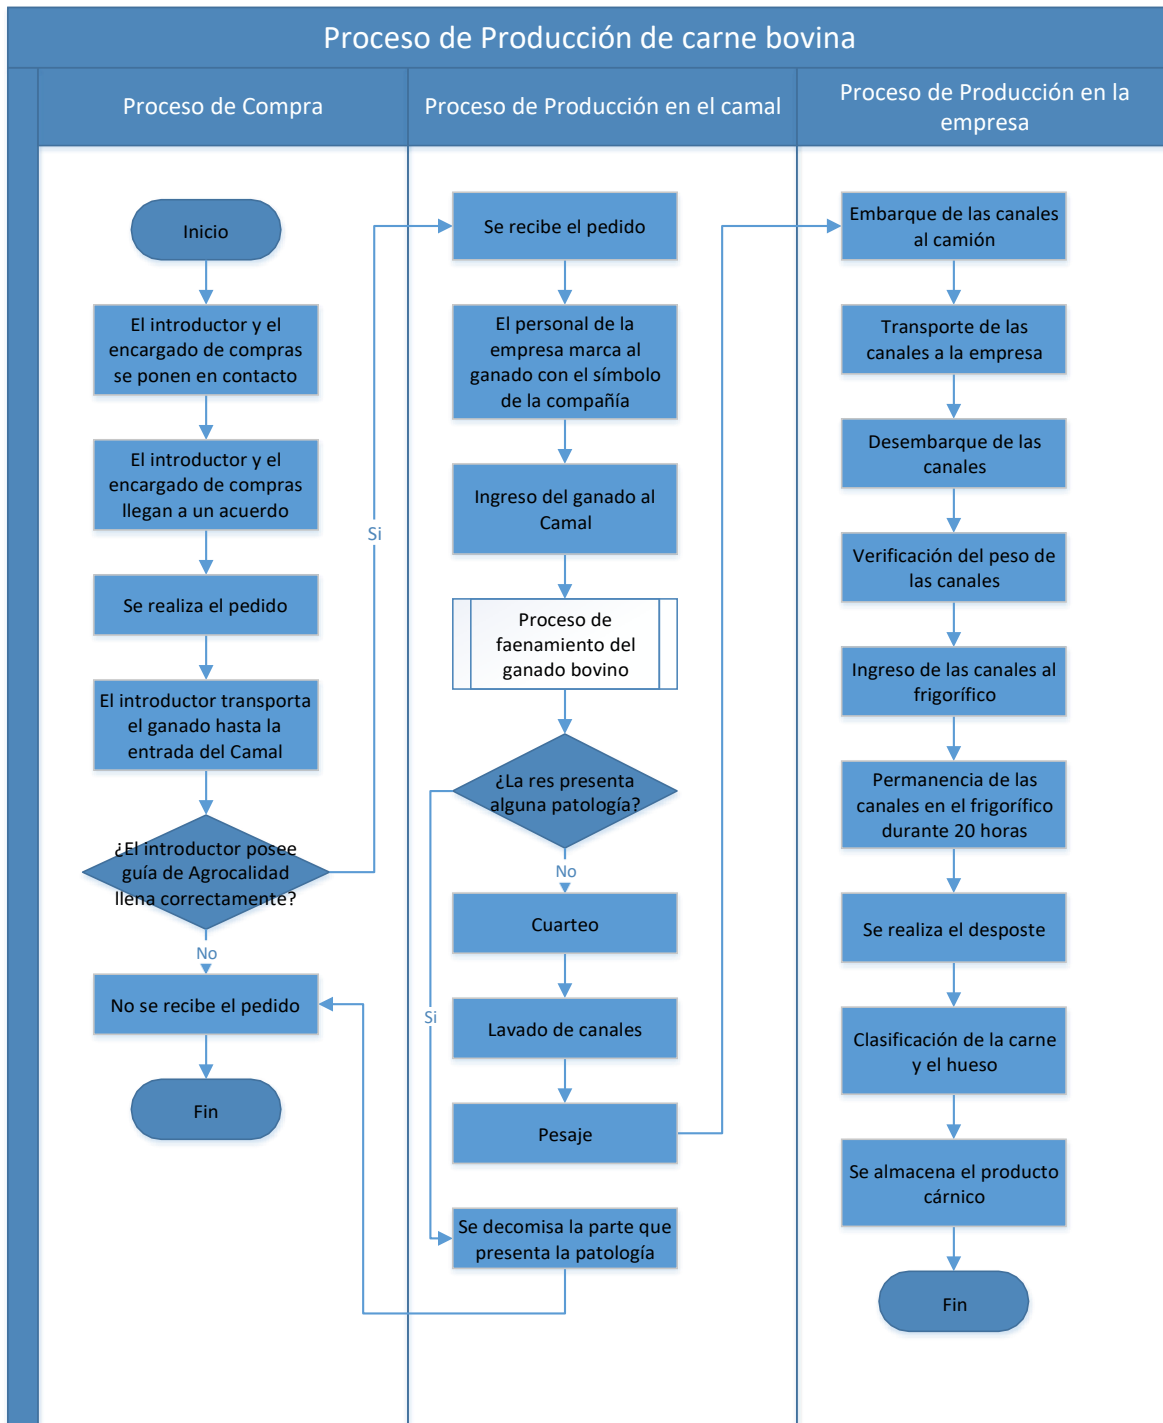 Proceso de Producción de carne bovina
Proceso de Compra
Proceso de Producción en el camal
Proceso de Producción en la
empresa
Inicio
El introductor y el
encargado de compras
se ponen en contacto
El introductor y el
encargado de compras
llegan a un acuerdo
Se realiza el pedido
El introductor transporta
el ganado hasta la
entrada del Camal
¿El introductor posee
guía de Agrocalidad
llena correctamente?
Si
No
No se recibe el pedido
Fin
Se recibe el pedido
El personal de la
empresa marca al
ganado con el símbolo
de la compañía
Ingreso del ganado al
Camal
Proceso de
faenamiento del
ganado bovino
¿La res presenta
alguna patología?
No
Si
Cuarteo
Lavado de canales
Pesaje
Se decomisa la parte que
presenta la patología
Embarque de las canales
al camión
Transporte de las
canales a la empresa
Desembarque de las
canales
Verificación del peso de
las canales
Ingreso de las canales al
frigorífico
Permanencia de las
canales en el frigorífico
durante 20 horas
Se realiza el desposte
Clasificación de la carne
y el hueso
Se almacena el producto
cárnico
Fin